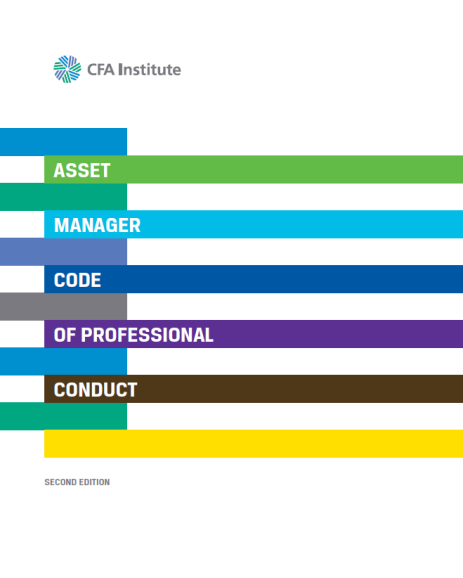 CFA Institute
ASSET
MANAGER
CODE
OF PROFESSIONAL
CONDUCT
SECOND EDITION